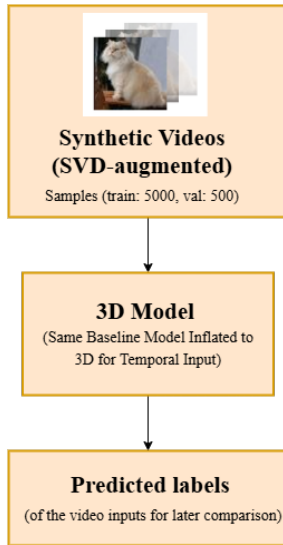 Synthetic Videos
(SVD-augmented)
Samples (train: 5000, val: 500)
3D Model
(Same Baseline Model Inflated to
3D for Temporal Input)
Predicted labels
(of the video inputs for later comparison)